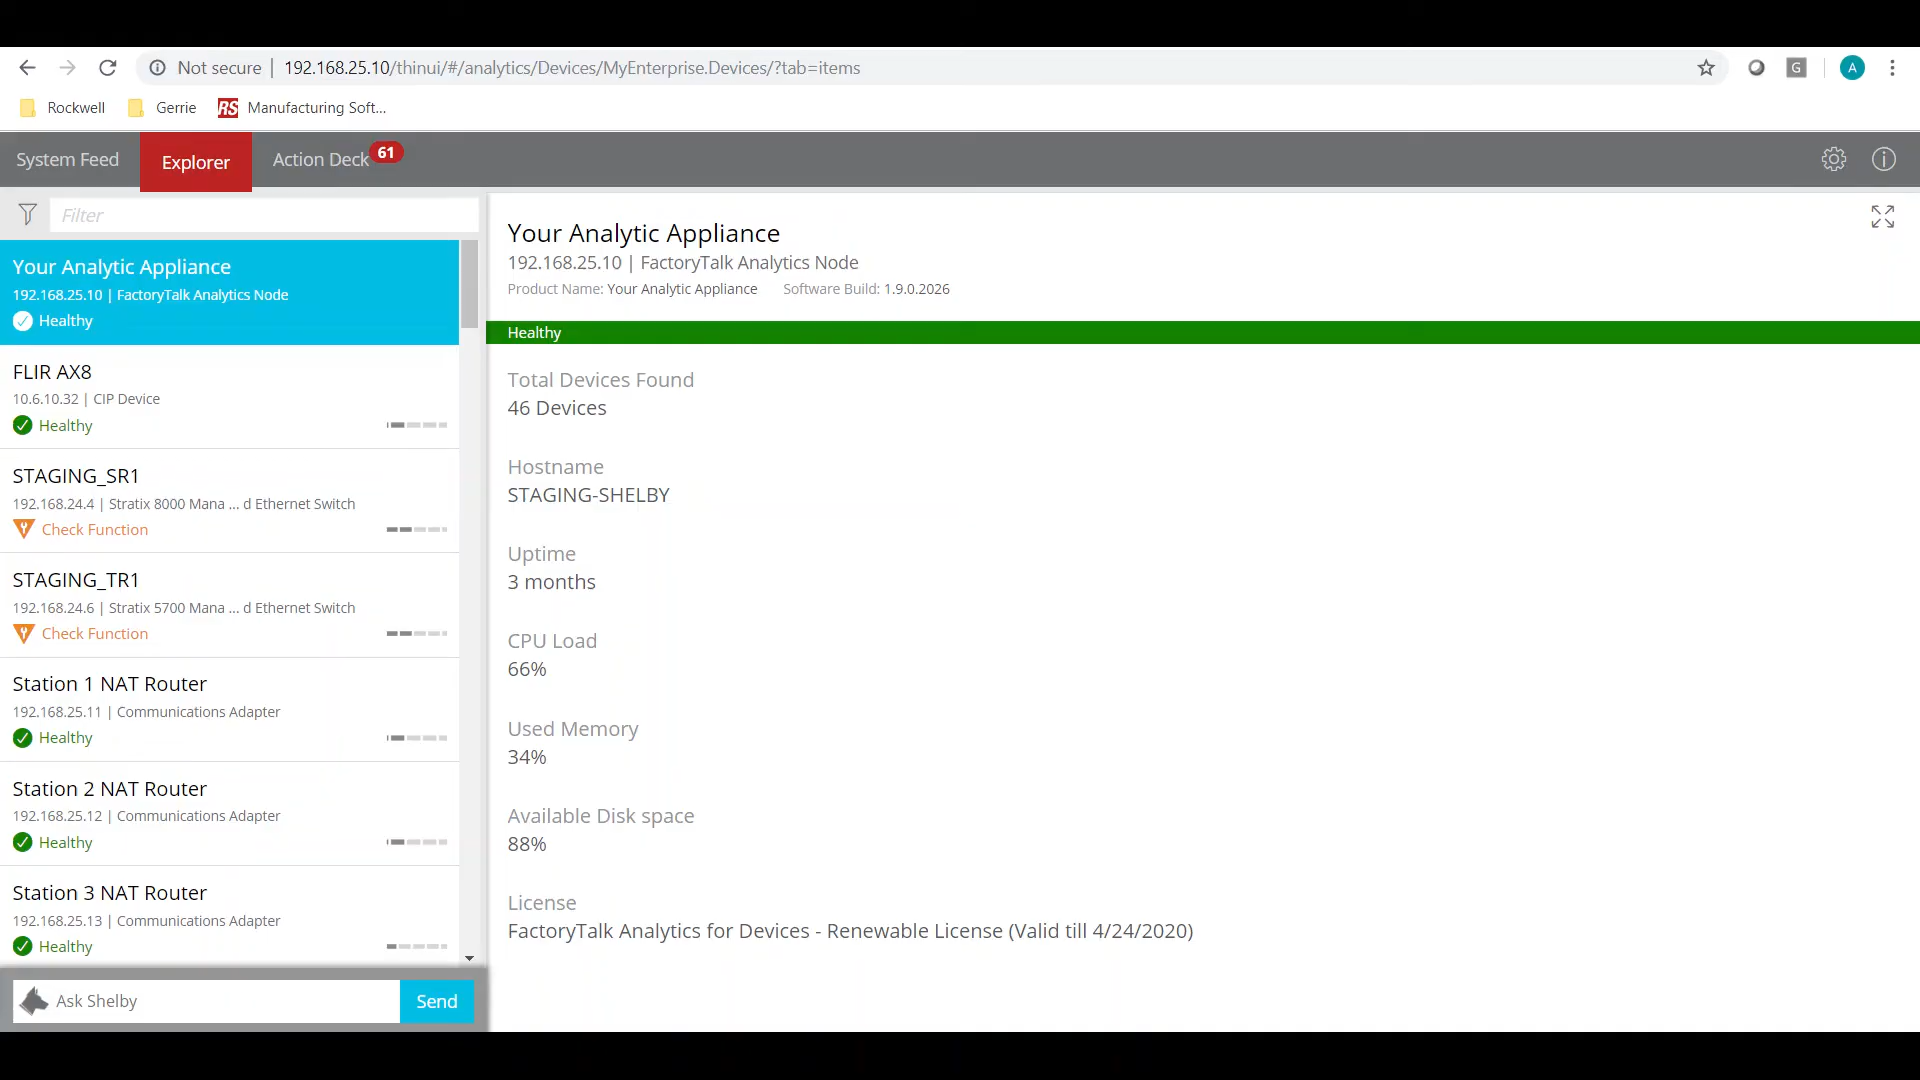 Not secure | 192.168.25.10/thinui/#/analytics/Devices/MyEnterprise.Devices/?tab=items
G
A
Rockwell Gerrie RS Manufacturing Soft...
System Feed Explorer Action Deck 61
Filter
Your Analytic Appliance
192.168.25.10 | FactoryTalk Analytics Node
Healthy
FLIR AX8
10.6.10.32 | CIP Device
Healthy
STAGING_SR1
192.168.24.4 | Stratix 8000 Mana ... d Ethernet Switch
Check Function
STAGING_TR1
192.168.24.6 | Stratix 5700 Mana ... d Ethernet Switch
Check Function
Station 1 NAT Router
192.168.25.11 | Communications Adapter
Healthy
Station 2 NAT Router
192.168.25.12 | Communications Adapter
Healthy
Station 3 NAT Router
192.168.25.13 | Communications Adapter
Healthy
Ask Shelby Send
Your Analytic Appliance
192.168.25.10 | FactoryTalk Analytics Node
Product Name: Your Analytic Appliance Software Build: 1.9.0.2026
Healthy
Total Devices Found
46 Devices
Hostname
STAGING-SHELBY
Uptime
3 months
CPU Load
66%
Used Memory
34%
Available Disk space
88%
License
FactoryTalk Analytics for Devices - Renewable License (Valid till 4/24/2020)